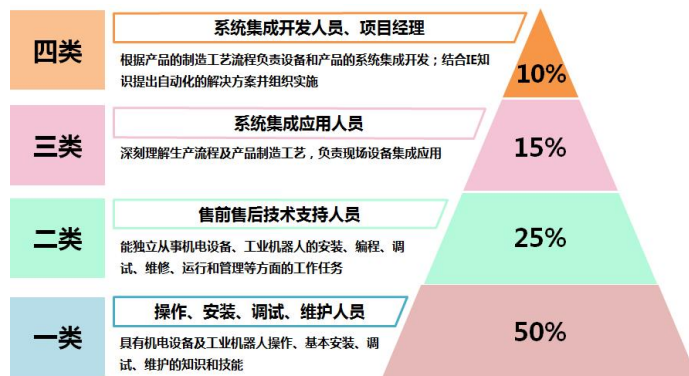 四类
系统集成开发人员、项目经理
根据产品的制造工艺流程负责设备和产品的系统集成开发；结合IE知
识提出自动化的解决方案并组织实施
10%
三类
系统集成应用人员
深刻理解生产流程及产品制造工艺，负责现场设备集成应用
15%
二类
售前售后技术支持人员
能独立从事机电设备、工业机器人的安装、编程、调
试、维修、运行和管理等方面的工作任务
25%
一类
操作、安装、调试、维护人员
具有机电设备及工业机器人操作、基本安装、调
试、维护的知识和技能
50%